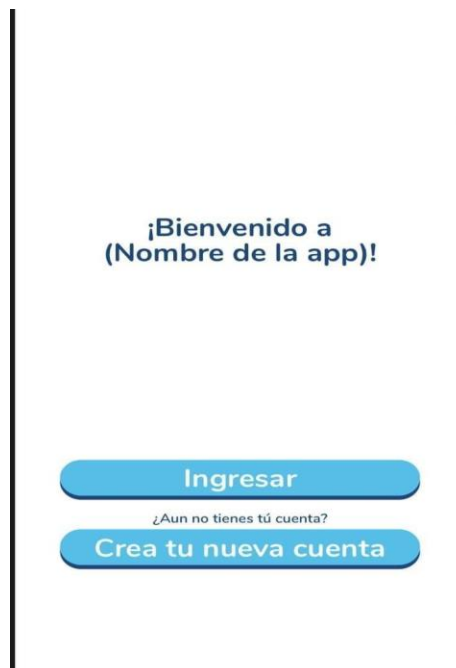 ¡Bienvenido a
(Nombre de la app)!
Ingresar
¿Aun no tienes tú cuenta?
Crea tu nueva cuenta